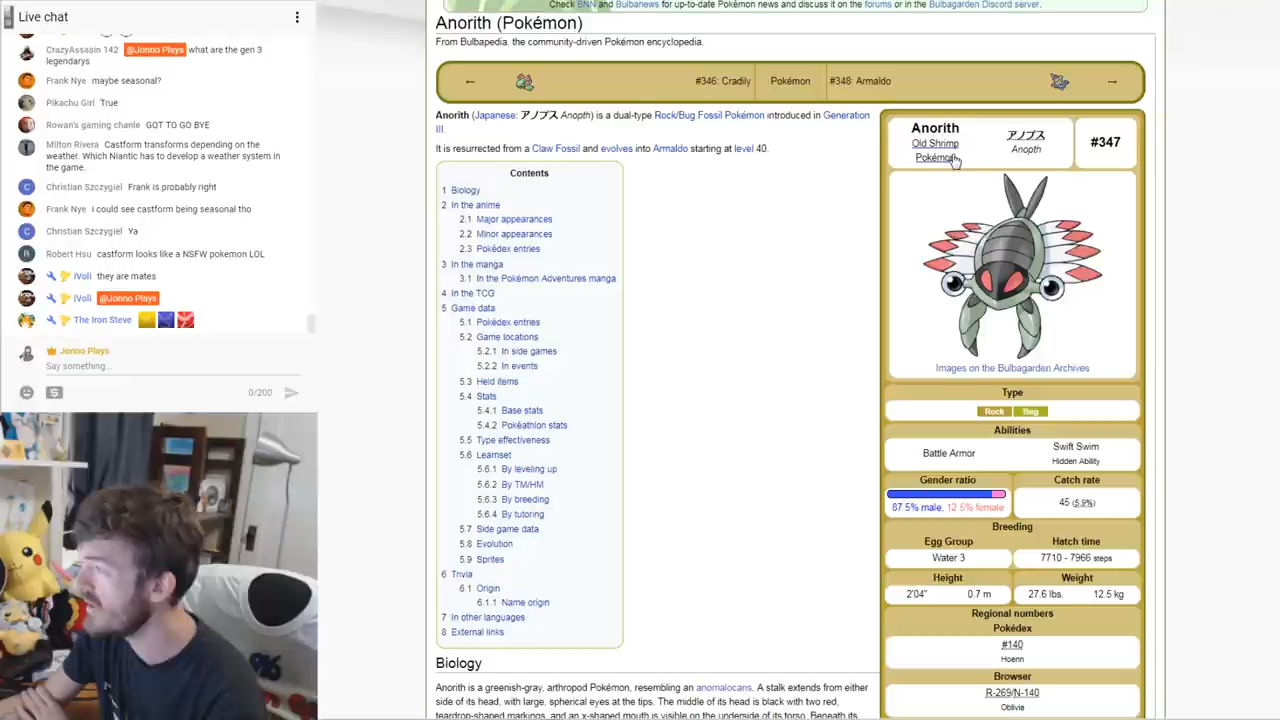 Live chat
CrazyAssasin 142 @Jonno Plays what are the gen 3
legendarys
Frank Nye maybe seasonal?
Pikachu Girl True
Rowan's gaming chanle GOT TO GO BYE
Milton Rivera Castform transforms depending on the
weather. Which Niantic has to develop a weather system in
the game.
Christian Szczygiel Frank is probably right
Frank Nye i could see castform being seasonal tho
Christian Szczygiel Ya
R
Robert Hsu castform looks like a NSFW pokemon LOL
iVoli they are mates
iVoli @Jonno Plays
The Iron Steve
Jonno Plays
Say something...
0/200
Check BNN and Bulbanews for up-to-date Pokémon news and discuss it on the forums or in the Bulbagarden Discord server.
Anorith (Pokémon)
From Bulbapedia, the community-driven Pokémon encyclopedia.
← #346: Cradily Pokémon #348: Armaldo →
Anorith (Japanese: アノプス Anopth) is a dual-type Rock/Bug Fossil Pokémon introduced in Generation
III.
It is resurrected from a Claw Fossil and evolves into Armaldo starting at level 40.
Contents
1 Biology
2 In the anime
2.1 Major appearances
2.2 Minor appearances
2.3 Pokédex entries
3 In the manga
3.1 In the Pokémon Adventures manga
4 In the TCG
5 Game data
5.1 Pokédex entries
5.2 Game locations
5.2.1 In side games
5.2.2 In events
5.3 Held items
5.4 Stats
5.4.1 Base stats
5.4.2 Pokéathlon stats
5.5 Type effectiveness
5.6 Learnset
5.6.1 By leveling up
5.6.2 By TM/HM
5.6.3 By breeding
5.6.4 By tutoring
5.7 Side game data
5.8 Evolution
5.9 Sprites
6 Trivia
6.1 Origin
6.1.1 Name origin
7 In other languages
8 External links
Biology
Anorith is a greenish-gray, arthropod Pokémon, resembling an anomalocaris. A stalk extends from either
side of its head, with large, spherical eyes at the tips. The middle of its head is black with two red,
teardrop-shaped markings, and an x-shaped mouth is visible on the underside of its torso. Beneath its
Anorith
Old Shrimp
Pokémon
アノプス
Anopth
#347
Images on the Bulbagarden Archives
Type
Rock Bug
Abilities
Battle Armor
Swift Swim
Hidden Ability
Gender ratio
87.5% male, 12.5% female
Catch rate
45 (5.9%)
Breeding
Egg Group
Water 3
Hatch time
7710 - 7966 steps
Height
2'04" 0.7 m
Weight
27.6 lbs. 12.5 kg
Regional numbers
Pokédex
#140
Hoenn
Browser
R-269/N-140
Oblivia